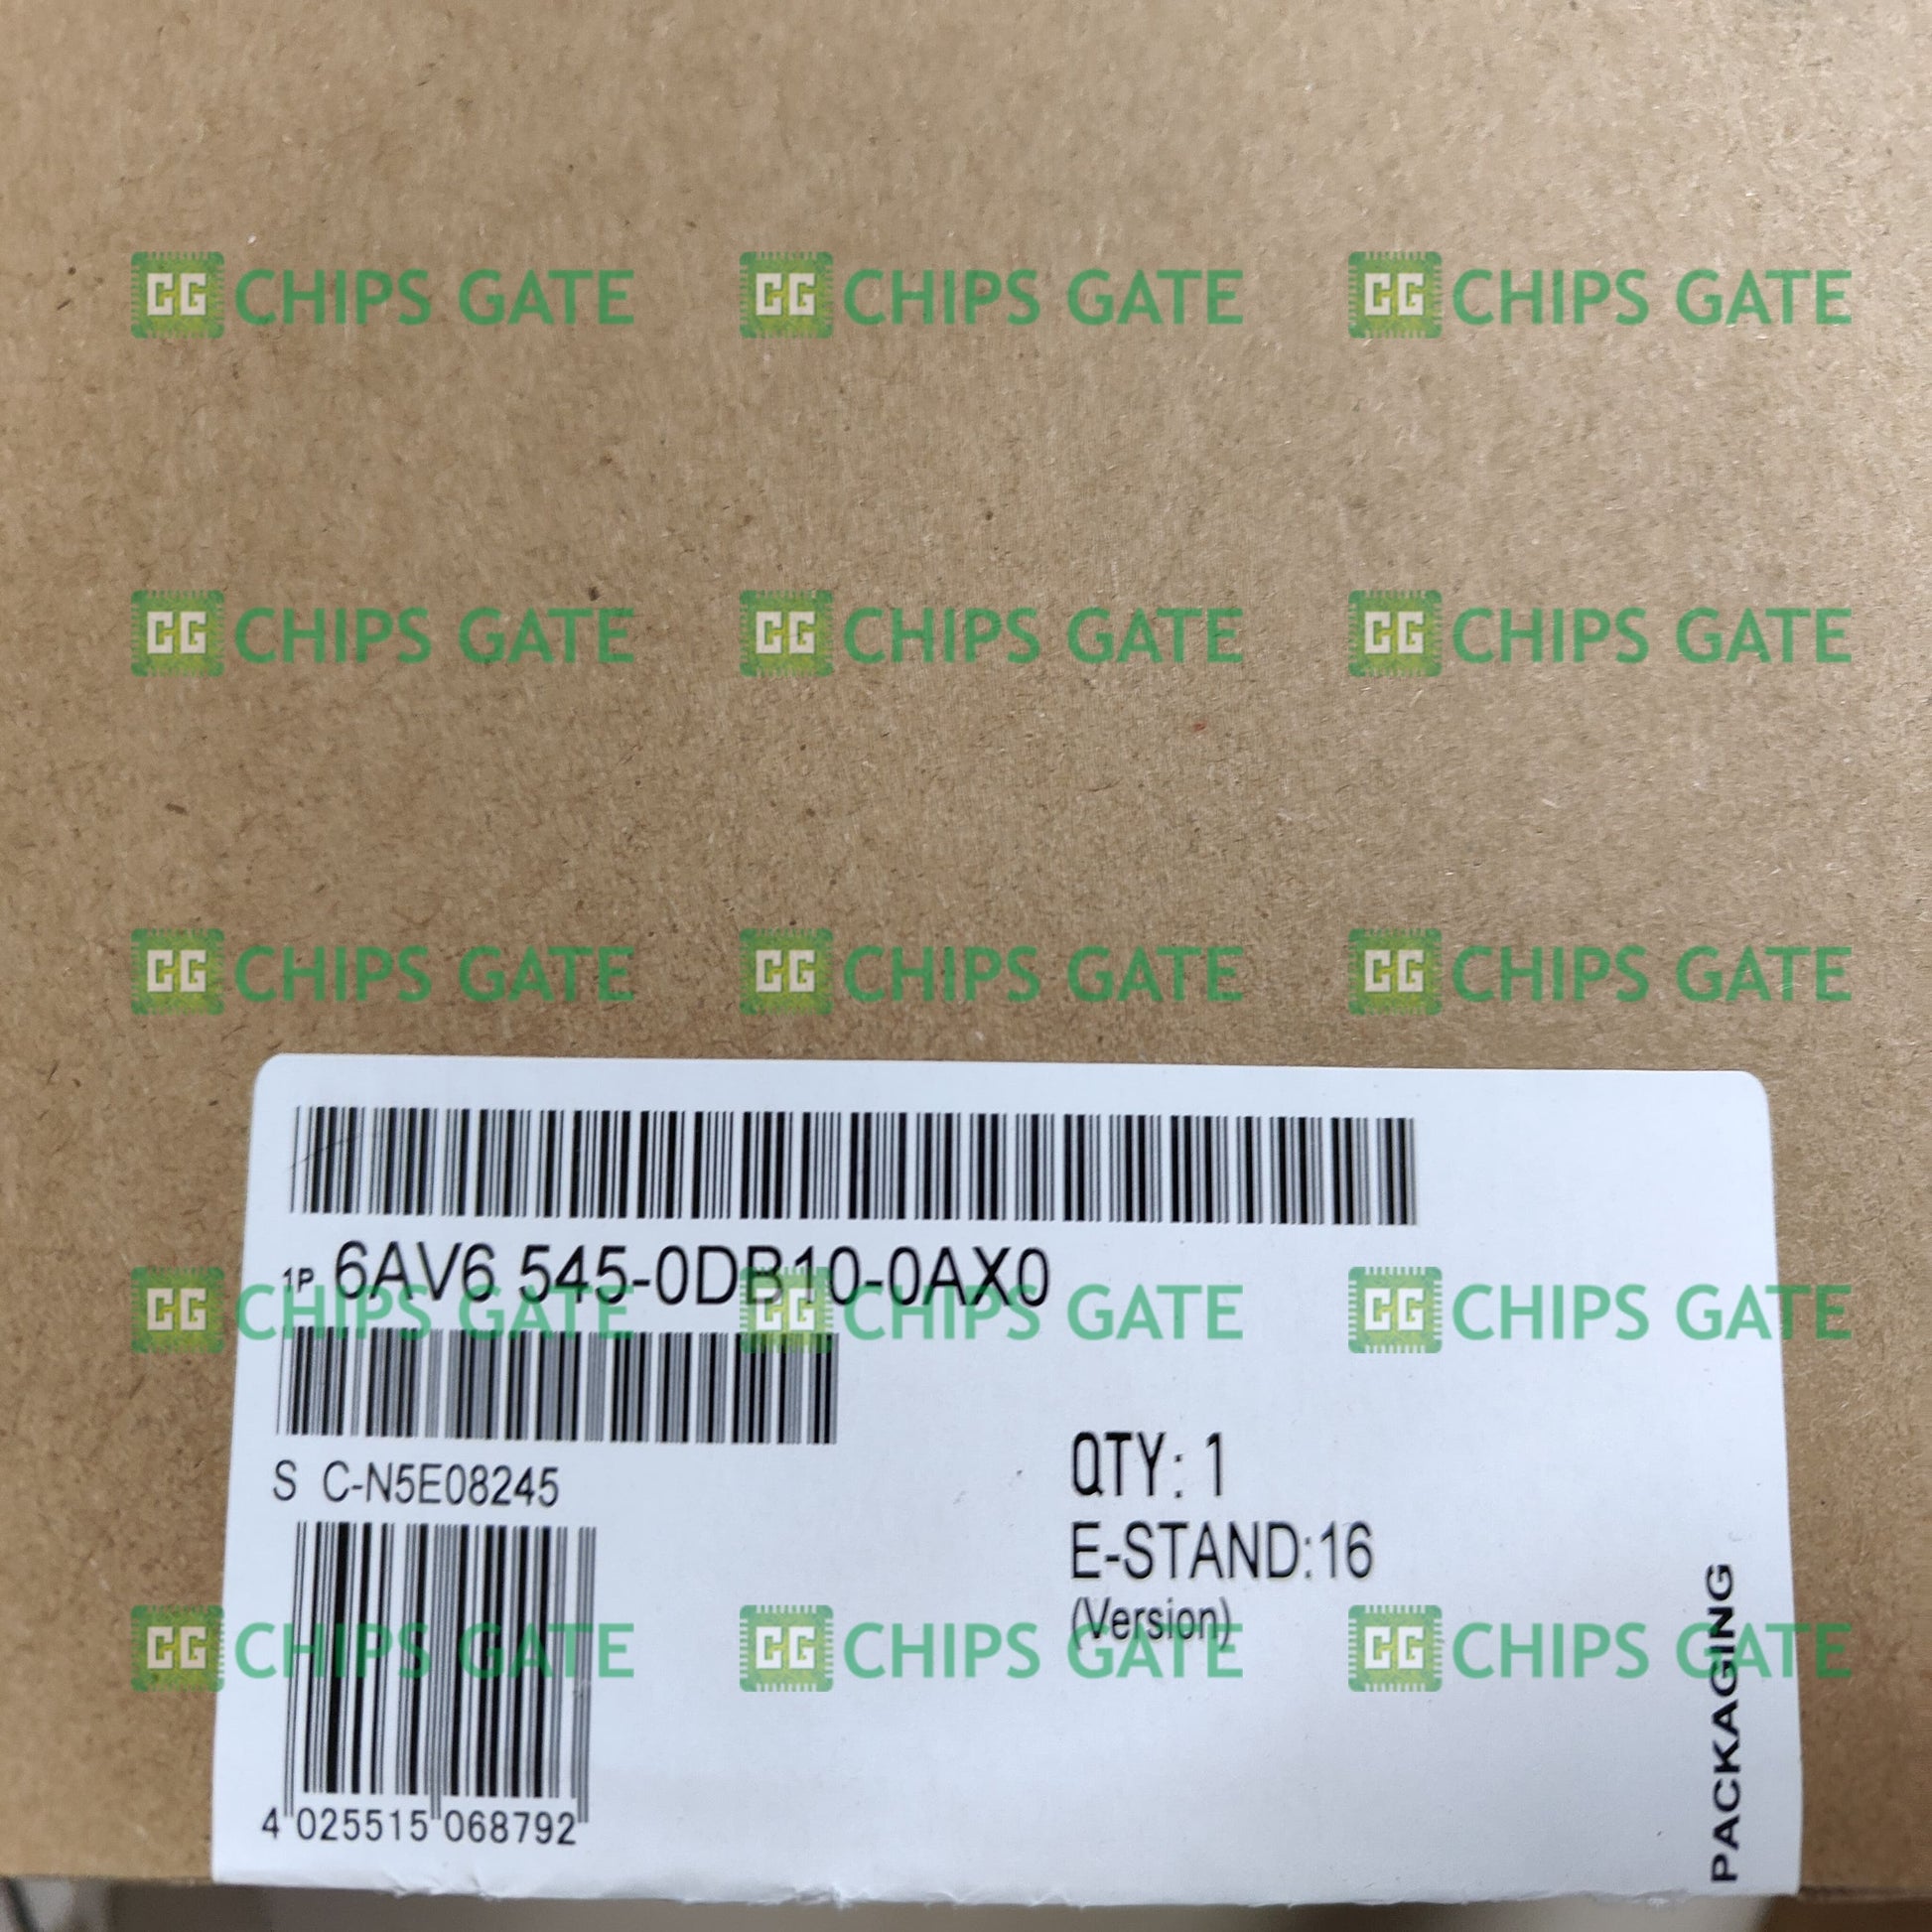 CG CHIPS GATE CG CHIPS GATE CG CHIPS GATE
CG CHIPS GATE CG CHIPS GATE CG CHIPS GATE
CG CHIPS GATE CG CHIPS GATE CG CHIPS GATE
1P 6AV6 545-0DB10-0AX0
CG CHIPS GATE CG CHIPS GATE CG CHIPS GATE
S C-N5E08245
QTY: 1
E-STAND:16
(Version)
CG CHIPS GATE CG CHIPS GATE CG CHIPS GATE
4 025515 068792
PACKAGING